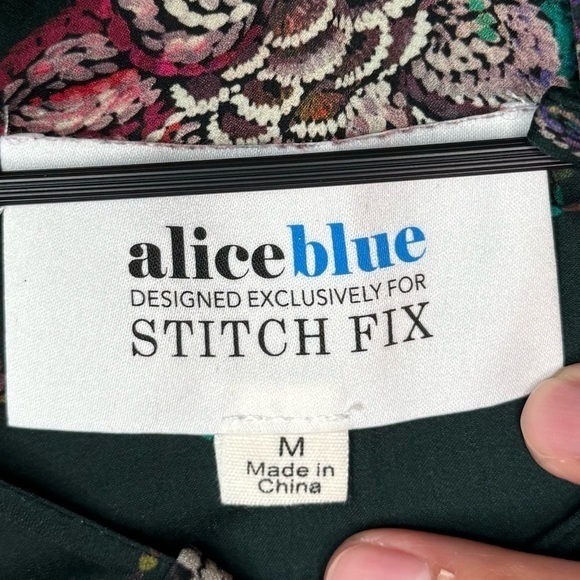 aliceblue
DESIGNED EXCLUSIVELY FOR
STITCH FIX
M
Made in
China